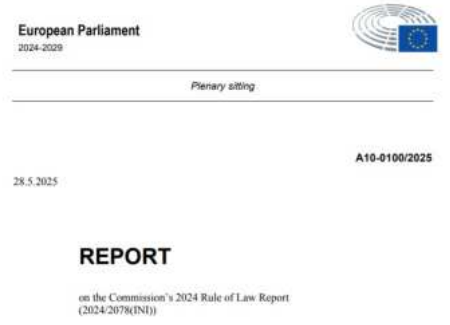 European Parliament
2024-2029
Plenary sitting
A10-0100/2025
28.5.2025
REPORT
on the Commission's 2024 Rule of Law Report
(2024/2078(INI))